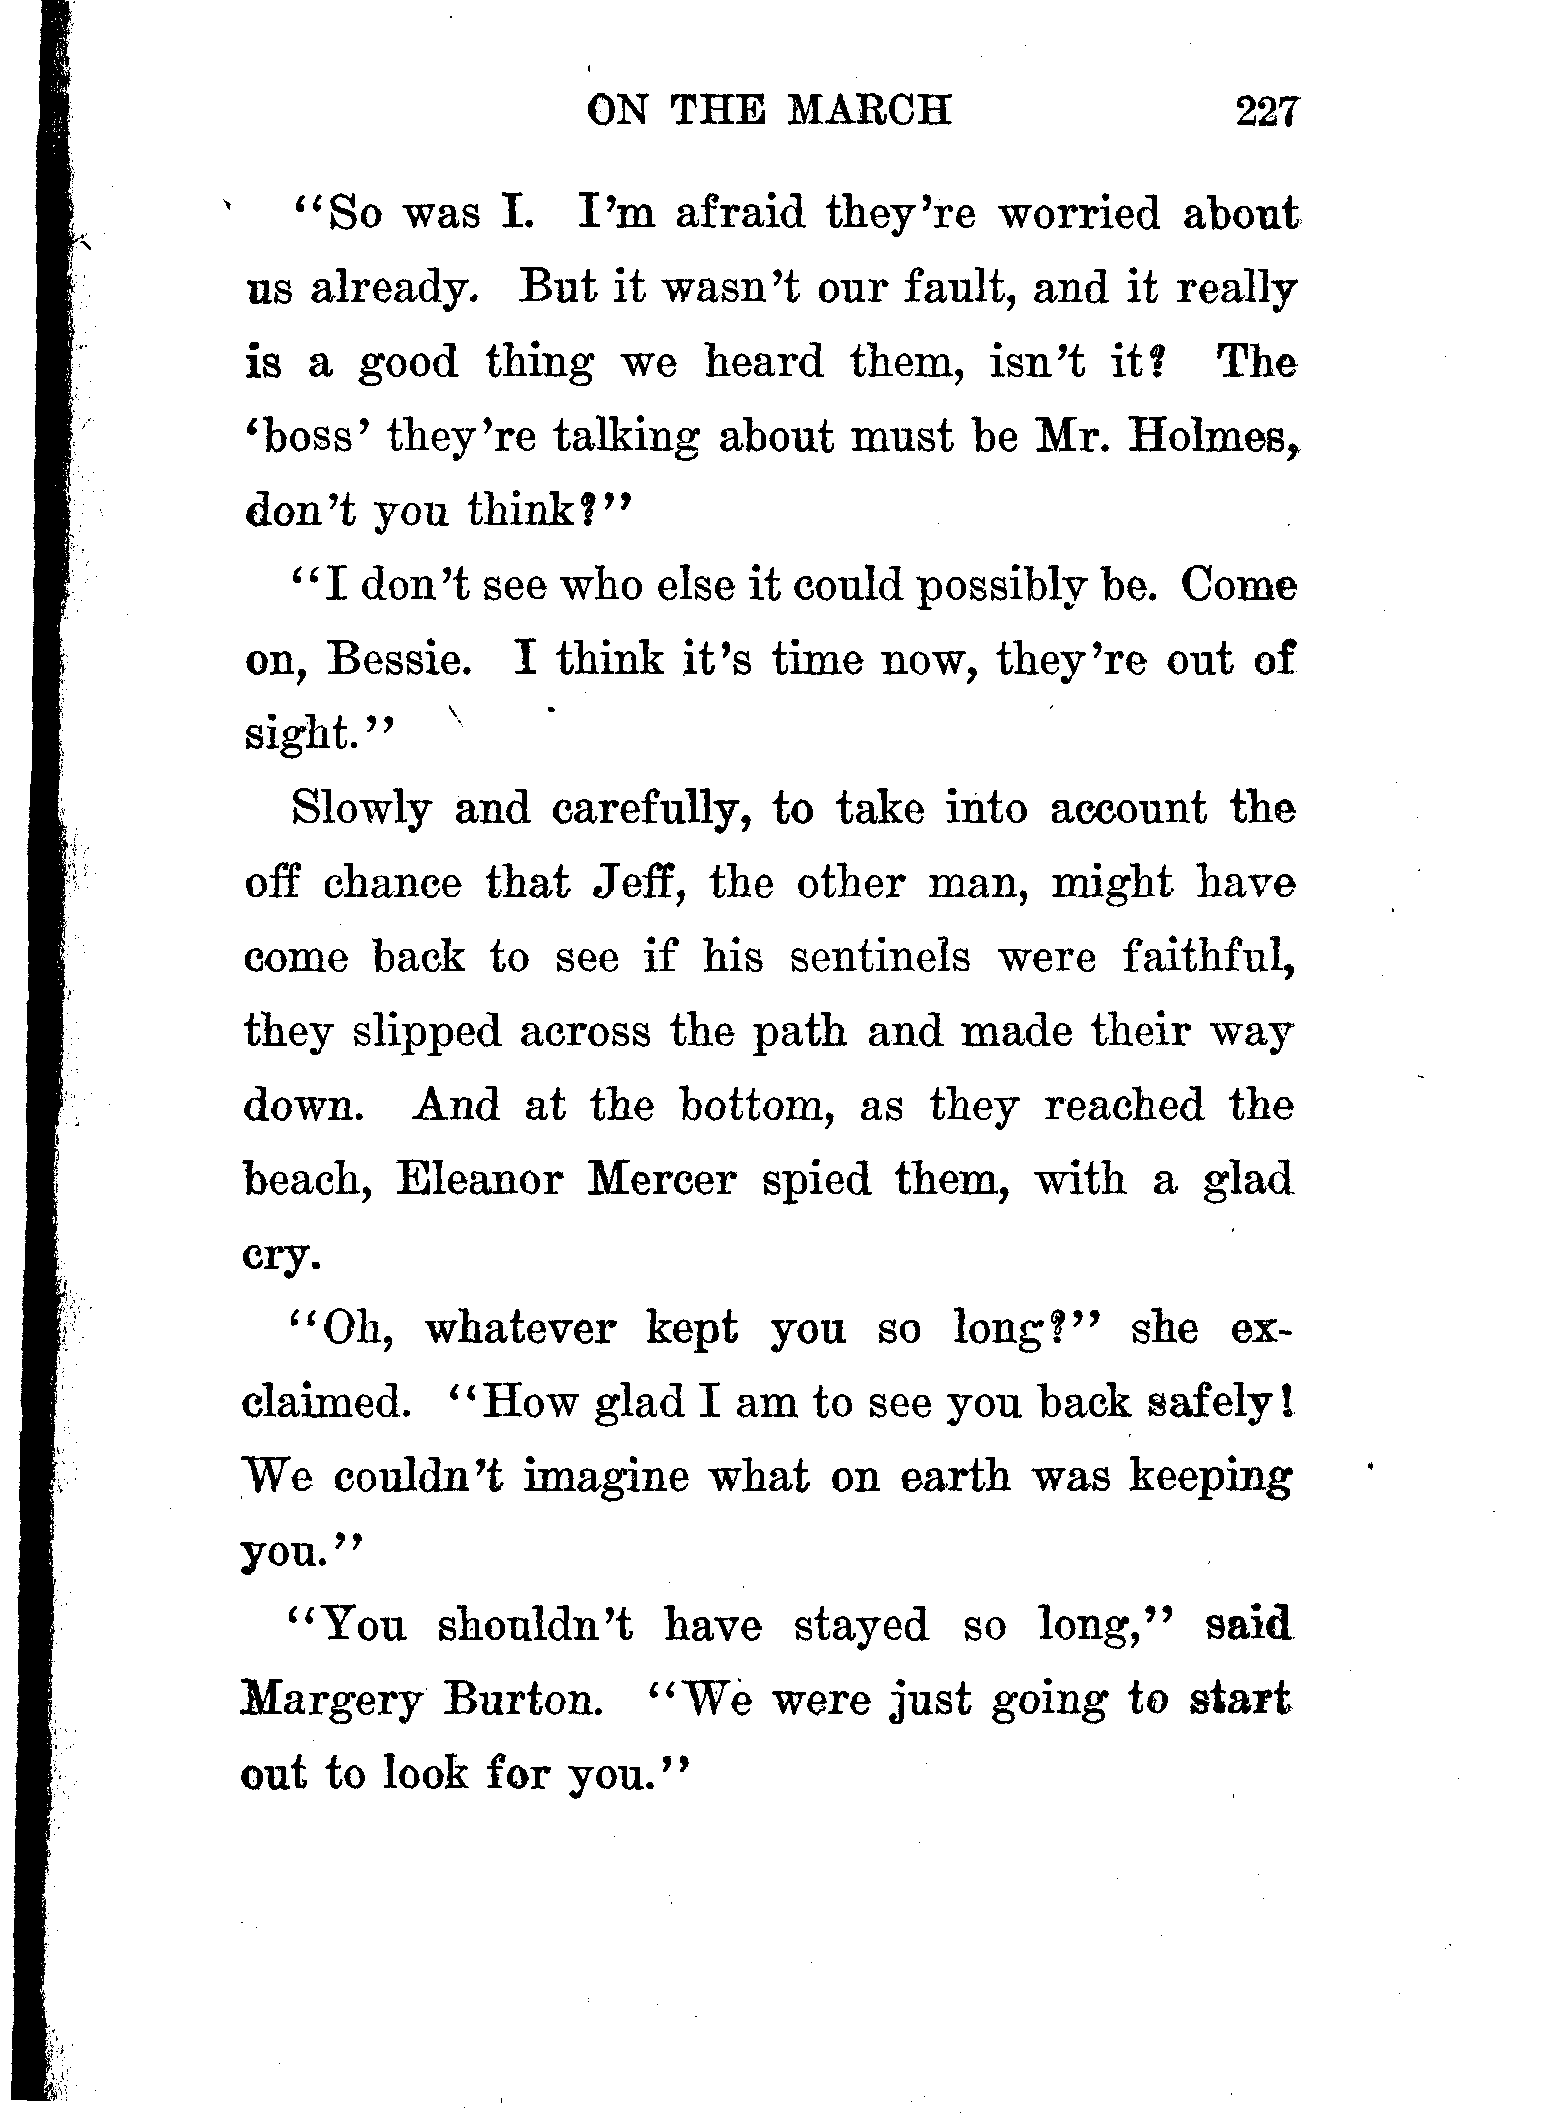 ON THE MARCH 227
“So was I. I’m afraid they’re worried about
us already. But it wasn’t our fault, and it really
is a good thing we heard them, isn’t it? The
‘boss’ they’re talking about must be Mr. Holmes,
don’t you think?”
“I don’t see who else it could possibly be. Come
on, Bessie. I think it’s time now, they’re out of
sight.”
Slowly and carefully, to take into account the
off chance that Jeff, the other man, might have
come back to see if his sentinels were faithful,
they slipped across the path and made their way
down. And at the bottom, as they reached the
beach, Eleanor Mercer spied them, with a glad
cry.
“Oh, whatever kept you so long?” she ex-
claimed. “How glad I am to see you back safely!
We couldn’t imagine what on earth was keeping
you.”
“You shouldn’t have stayed so long,” said
Margery Burton. “We were just going to start
out to look for you.”